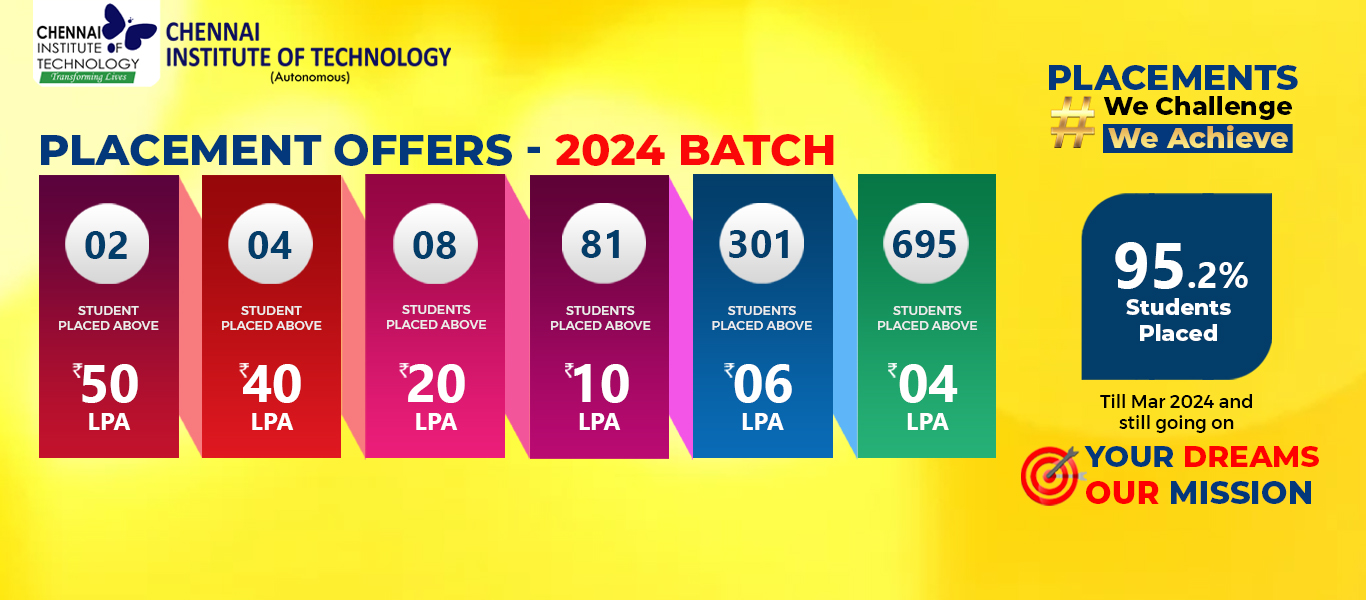 CHENNAI
INSTITUTE OF
TECHNOLOGY
Transforming Lives
CHENNAI
INSTITUTE OF TECHNOLOGY
(Autonomous)
PLACEMENT OFFERS - 2024 BATCH
02
STUDENT
PLACED ABOVE
₹50
LPA
04
STUDENT
PLACED ABOVE
₹40
LPA
08
STUDENTS
PLACED ABOVE
₹20
LPA
81
STUDENTS
PLACED ABOVE
₹10
LPA
301
STUDENTS
PLACED ABOVE
₹06
LPA
695
STUDENTS
PLACED ABOVE
₹04
LPA
PLACEMENTS
# We Challenge
We Achieve
95.2%
Students
Placed
Till Mar 2024 and
still going on
YOUR DREAMS
OUR MISSION